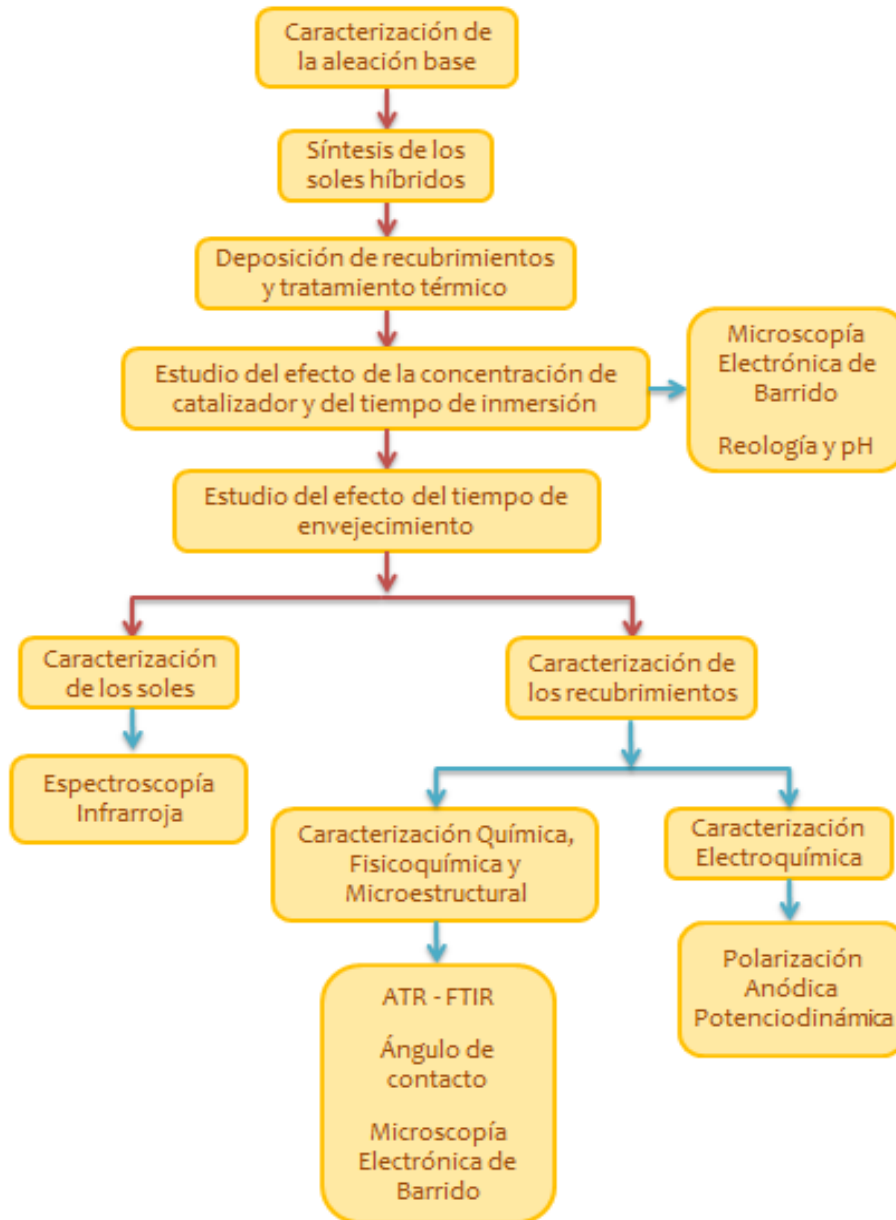 Caracterización de
la aleación base
Síntesis de los
soles híbridos
Deposición de recubrimientos
y tratamiento térmico
Estudio del efecto de la concentración de
catalizador y del tiempo de inmersión
Microscopía
Electrónica de
Barrido
Reología y pH
Estudio del efecto del tiempo de
envejecimiento
Caracterización
de los soles
Caracterización de
los recubrimientos
Espectroscopía
Infrarroja
Caracterización Química,
Fisicoquímica y
Microestructural
Caracterización
Electroquímica
ATR - FTIR
Ángulo de
contacto
Microscopía
Electrónica de
Barrido
Polarización
Anódica
Potenciodinámica